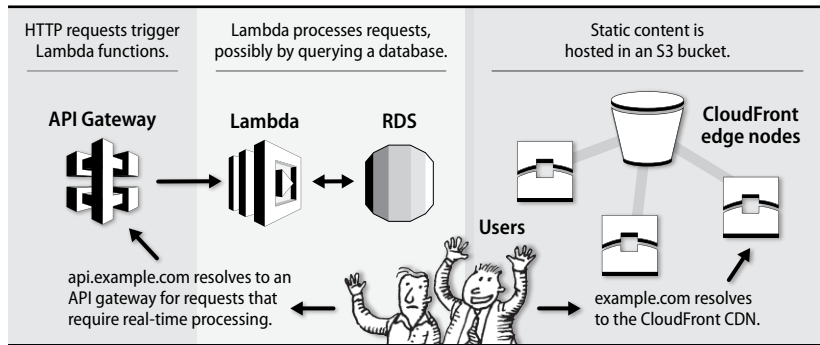 HTTP requests trigger
Lambda functions.
Lambda processes requests,
possibly by querying a database.
Static content is
hosted in an S3 bucket.
API Gateway
Lambda
RDS
CloudFront
edge nodes
Users
api.example.com resolves to an
API gateway for requests that
require real-time processing.
example.com resolves
to the CloudFront CDN.